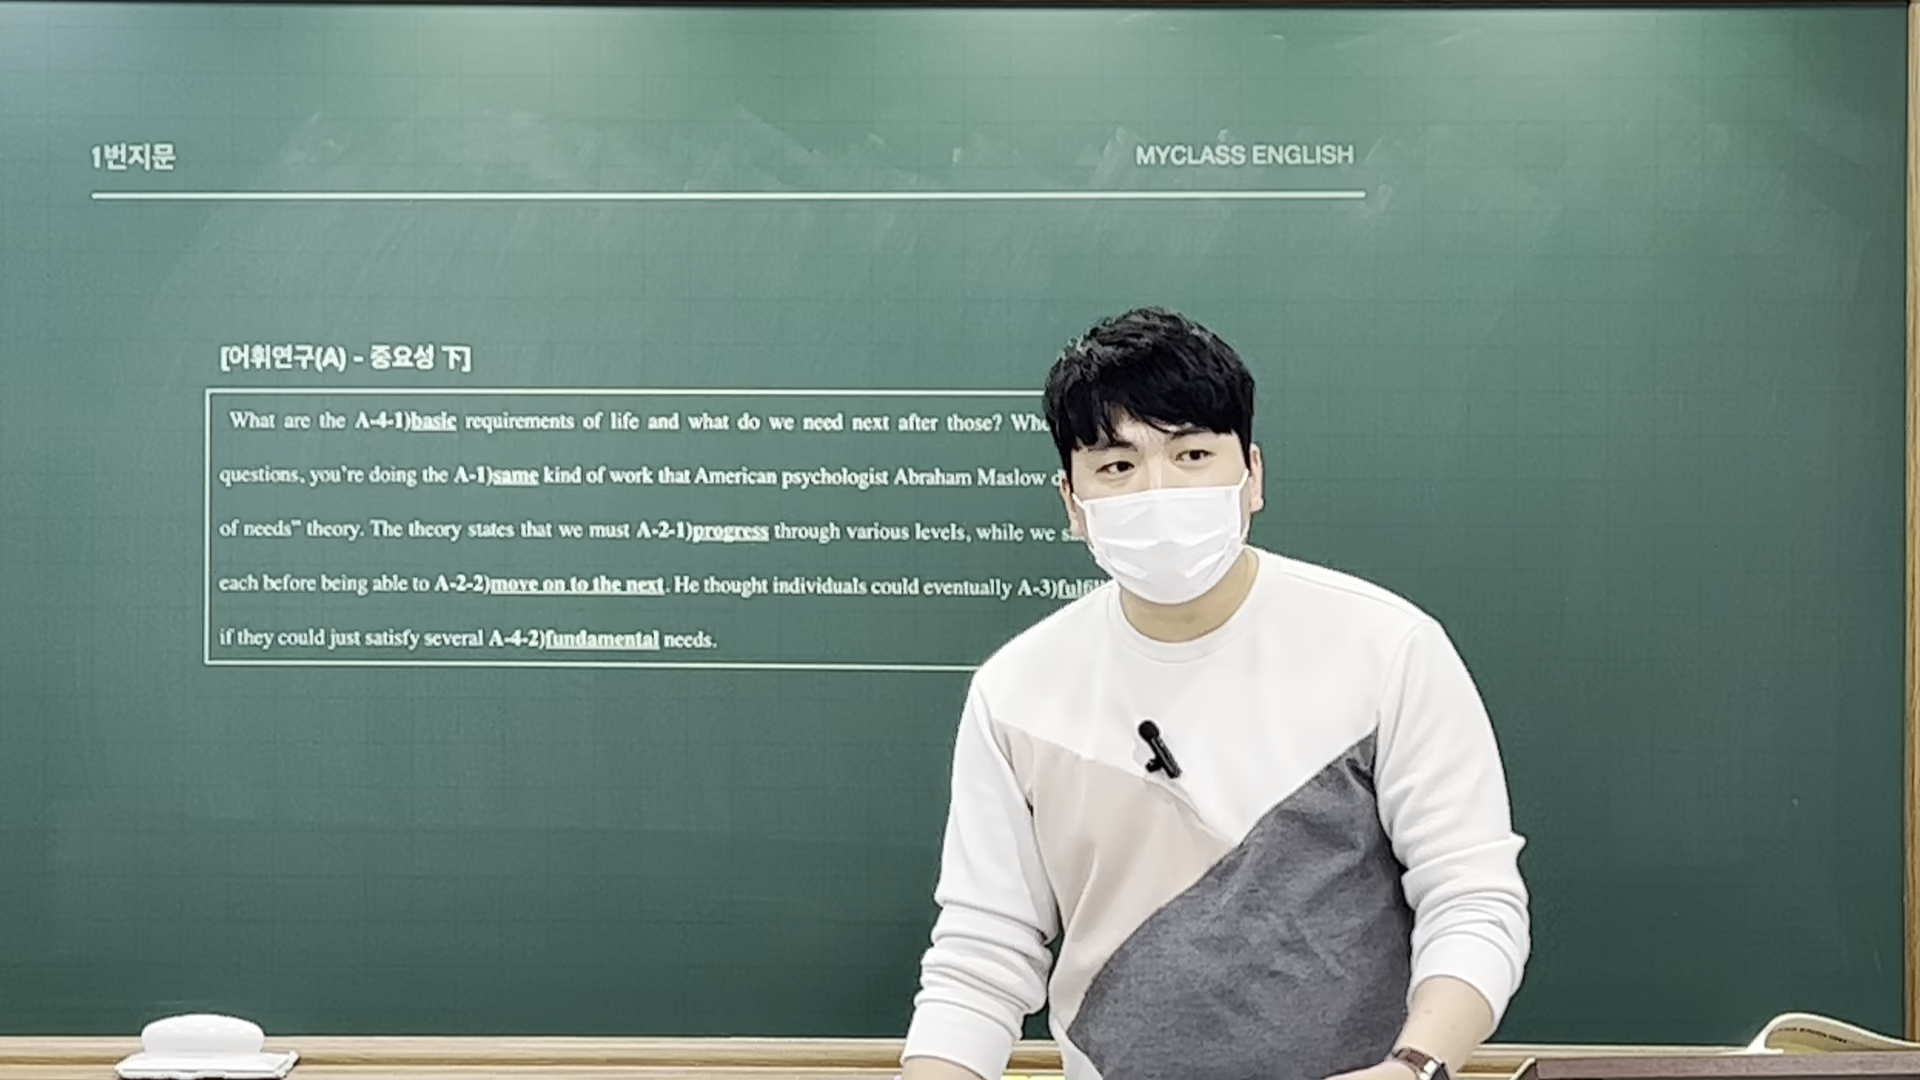 1번지문
MYCLASS ENGLISH
[어휘연구(A) - 중요성 下]
What are the A-4-1)basic requirements of life and what do we need next after those?
questions, you're doing the A-1)same kind of work that American psychologist Abraham Maslow
of needs" theory. The theory states that we must A-2-1)progress through various levels, while we
each before being able to A-2-2)move on to the next. He thought individuals could eventually A-3)
if they could just satisfy several A-4-2)fundamental needs.